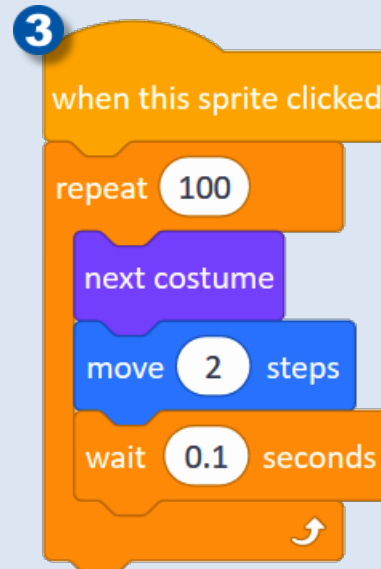 3
when this sprite clicked
repeat 100
next costume
move 2 steps
wait 0.1 seconds